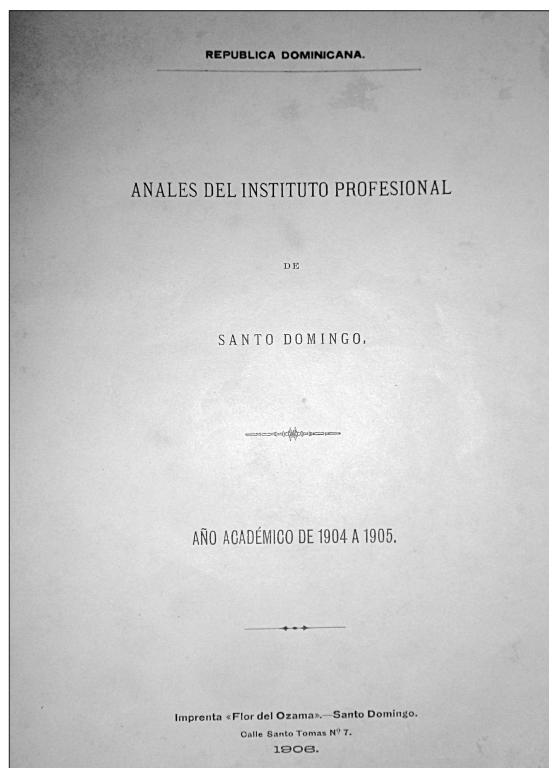 REPUBLICA DOMINICANA.
ANALES DEL INSTITUTO PROFESIONAL
DE
SANTO DOMINGO.
AÑO ACADÉMICO DE 1904 A 1905.
Imprenta «Flor del Ozama».—Santo Domingo.
Calle Santo Tomas Nº 7.
1906.